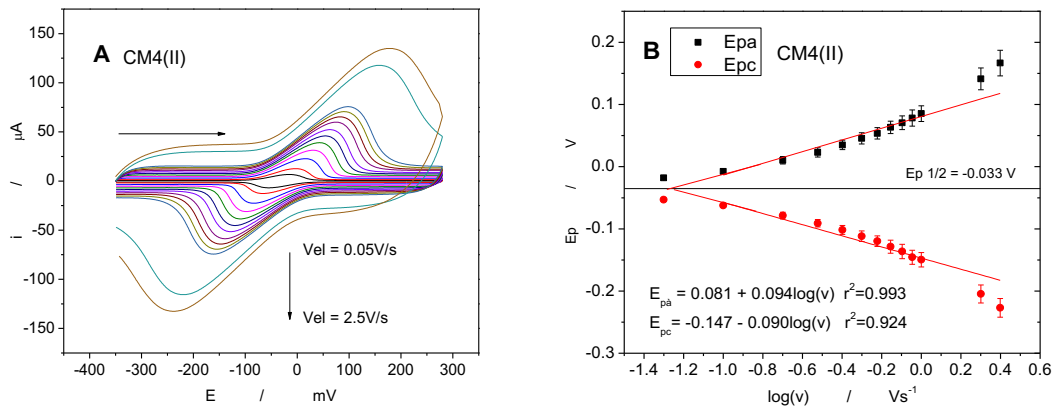 A CM4(II)
150
100
50
0
-50
-100
-150
i / μA
Vel = 0.05V/s
Vel = 2.5V/s
-400 -300 -200 -100 0 100 200 300
E / mV
B Epa CM4(II)
Epc
0.2
0.1
0.0
-0.1
-0.2
-0.3
Ep / V
Ep 1/2 = -0.033 V
E_pà = 0.081 + 0.094log(v) r²=0.993
E_pc = -0.147 - 0.090log(v) r²=0.924
-1.4 -1.2 -1.0 -0.8 -0.6 -0.4 -0.2 0.0 0.2 0.4 0.6
log(v) / Vs⁻¹